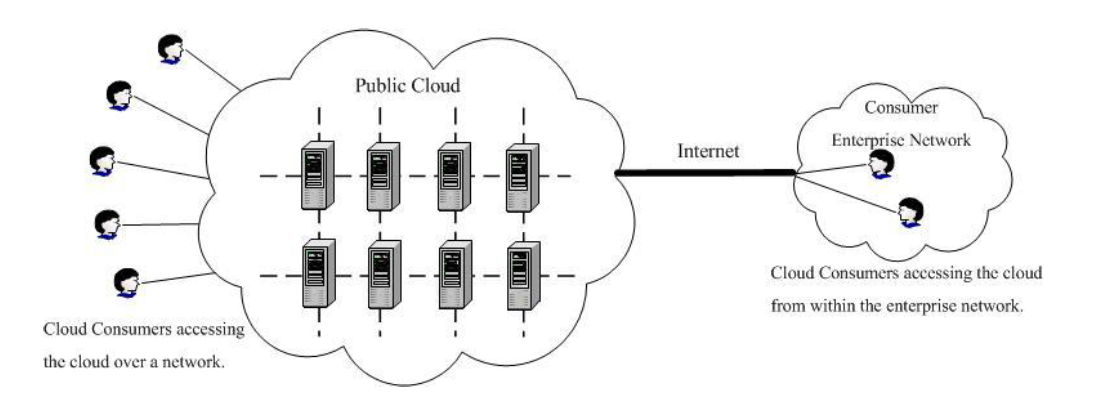 Public Cloud
Internet
Consumer
Enterprise Network
Cloud Consumers accessing the cloud
from within the enterprise network.
Cloud Consumers accessing
the cloud over a network.